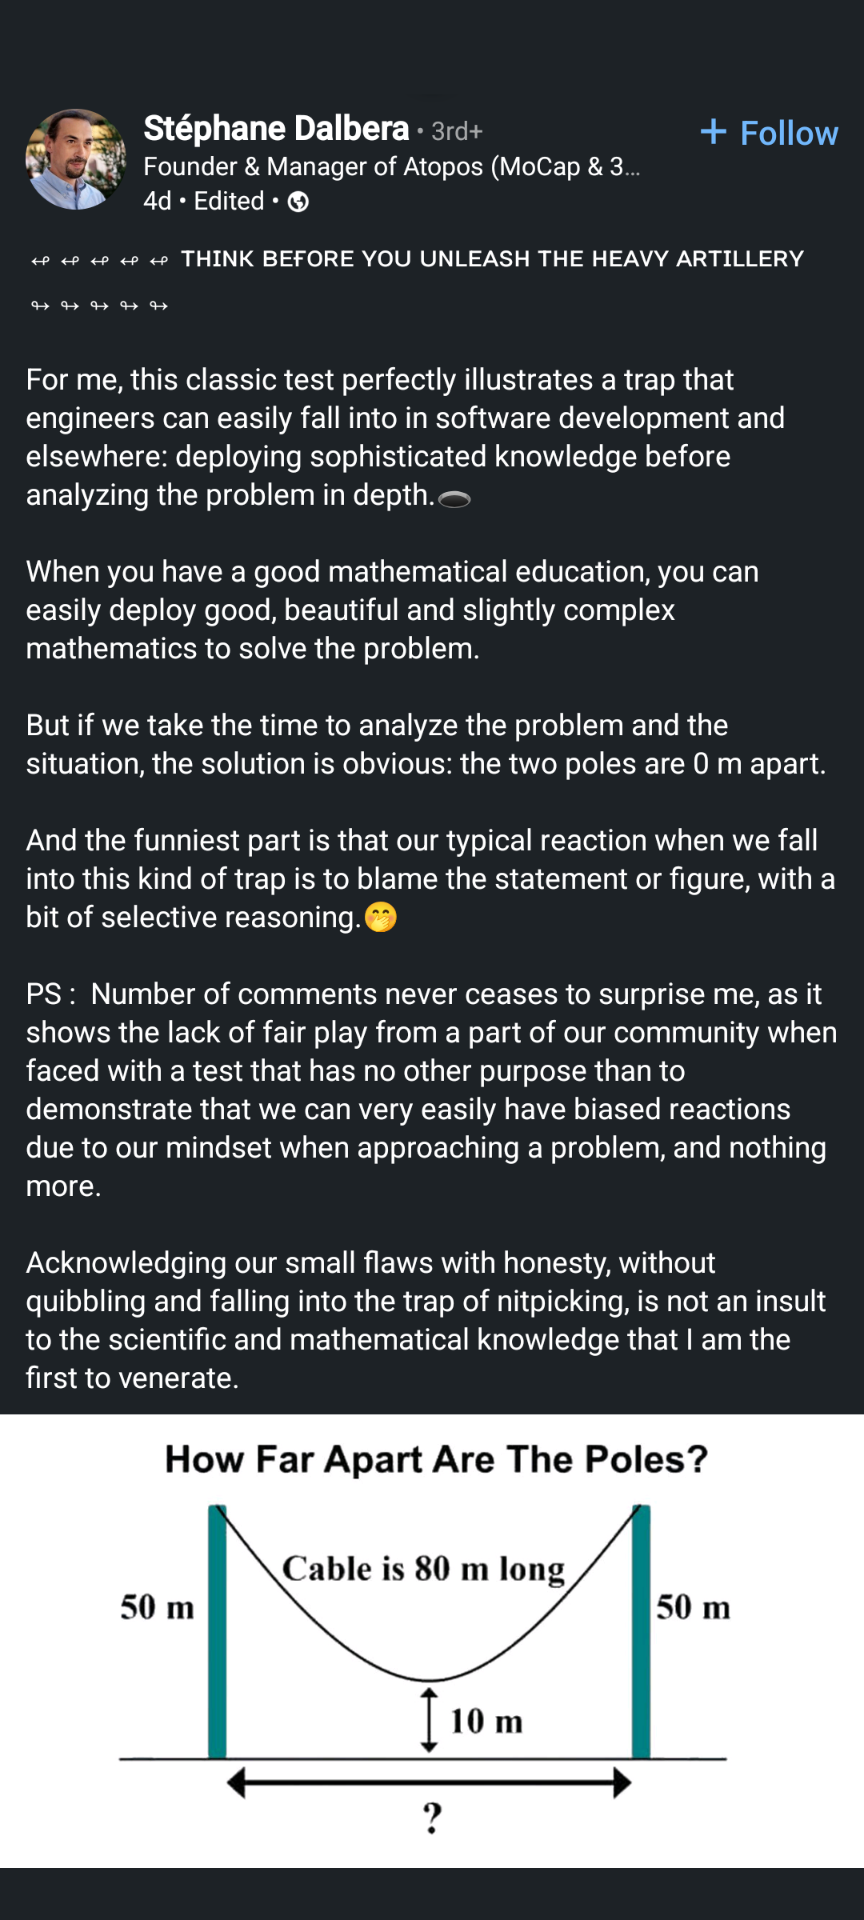 Stéphane Dalbera • 3rd+
+ Follow
Founder & Manager of Atopos (MoCap & 3...
4d • Edited •
↫ ↫ ↫ ↫ ↫ THINK BEFORE YOU UNLEASH THE HEAVY ARTILLERY
↬ ↬ ↬ ↬ ↬
For me, this classic test perfectly illustrates a trap that
engineers can easily fall into in software development and
elsewhere: deploying sophisticated knowledge before
analyzing the problem in depth.🕳️
When you have a good mathematical education, you can
easily deploy good, beautiful and slightly complex
mathematics to solve the problem.
But if we take the time to analyze the problem and the
situation, the solution is obvious: the two poles are 0 m apart.
And the funniest part is that our typical reaction when we fall
into this kind of trap is to blame the statement or figure, with a
bit of selective reasoning.🤭
PS : Number of comments never ceases to surprise me, as it
shows the lack of fair play from a part of our community when
faced with a test that has no other purpose than to
demonstrate that we can very easily have biased reactions
due to our mindset when approaching a problem, and nothing
more.
Acknowledging our small flaws with honesty, without
quibbling and falling into the trap of nitpicking, is not an insult
to the scientific and mathematical knowledge that I am the
first to venerate.
How Far Apart Are The Poles?
Cable is 80 m long
50 m
50 m
10 m
?